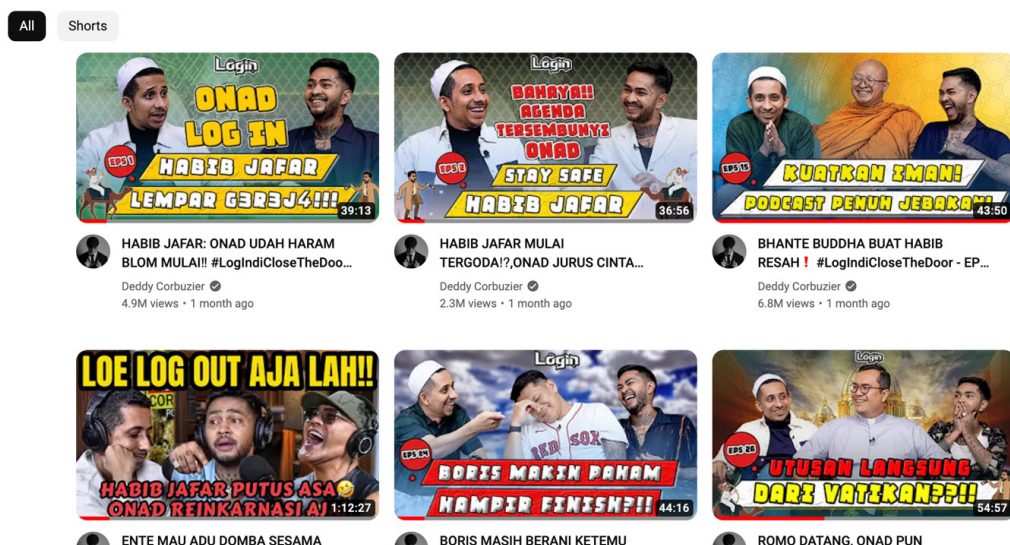 All
Shorts
Login
ONAD
LOG IN
EPS 1
HABIB JAFAR
LEMPAR G3R3J4!!!
39:13
HABIB JAFAR: ONAD UDAH HARAM
BLOM MULAI‼ #LogIndiCloseTheDoo...
Deddy Corbuzier
4.9M views • 1 month ago
Login
BAHAYA!!
AGENDA
TERSEMBUNYI
ONAD
EPS 2
STAY SAFE
HABIB JAFAR
36:56
HABIB JAFAR MULAI
TERGODA!?,ONAD JURUS CINTA...
Deddy Corbuzier
2.3M views • 1 month ago
EPS 15
KUATKAN IMAN!
PODCAST PENUH JEBAKAN!
43:50
BHANTE BUDDHA BUAT HABIB
RESAH❗ #LogIndiCloseTheDoor - EP...
Deddy Corbuzier
6.8M views • 1 month ago
LOE LOG OUT AJA LAH!!
COR
HABIB JAFAR PUTUS ASA🤣
ONAD REINKARNASI
1:12:27
ENTE MAU ADU DOMBA SESAMA
Login
RED SOX
EPS 24
BORIS MAKIN PAHAM
HAMPIR FINISH?!!
44:16
BORIS MASIH BERANI KETEMU
Login
EPS 26
UTUSAN LANGSUNG
DARI VATIKAN??!!
54:57
ROMO DATANG, ONAD PUN